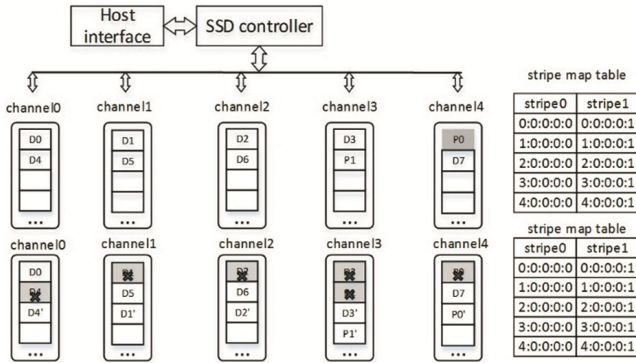 Host interface
SSD controller
channel0 channel1 channel2 channel3 channel4
D0 D1 D2 D3 P0
D4 D5 D6 P1 D7
... ... ... ... ...
channel0 channel1 channel2 channel3 channel4
D0
D5 D6 D7
D4' D1' D2' D3' P0'
P1'
... ... ... ... ...
stripe map table
stripe0 stripe1
0:0:0:0:0 0:0:0:0:1
1:0:0:0:0 1:0:0:0:1
2:0:0:0:0 2:0:0:0:1
3:0:0:0:0 3:0:0:0:1
4:0:0:0:0 4:0:0:0:1
stripe map table
stripe0 stripe1
0:0:0:0:0 0:0:0:0:1
1:0:0:0:0 1:0:0:0:1
2:0:0:0:0 2:0:0:0:1
3:0:0:0:0 3:0:0:0:1
4:0:0:0:0 4:0:0:0:1